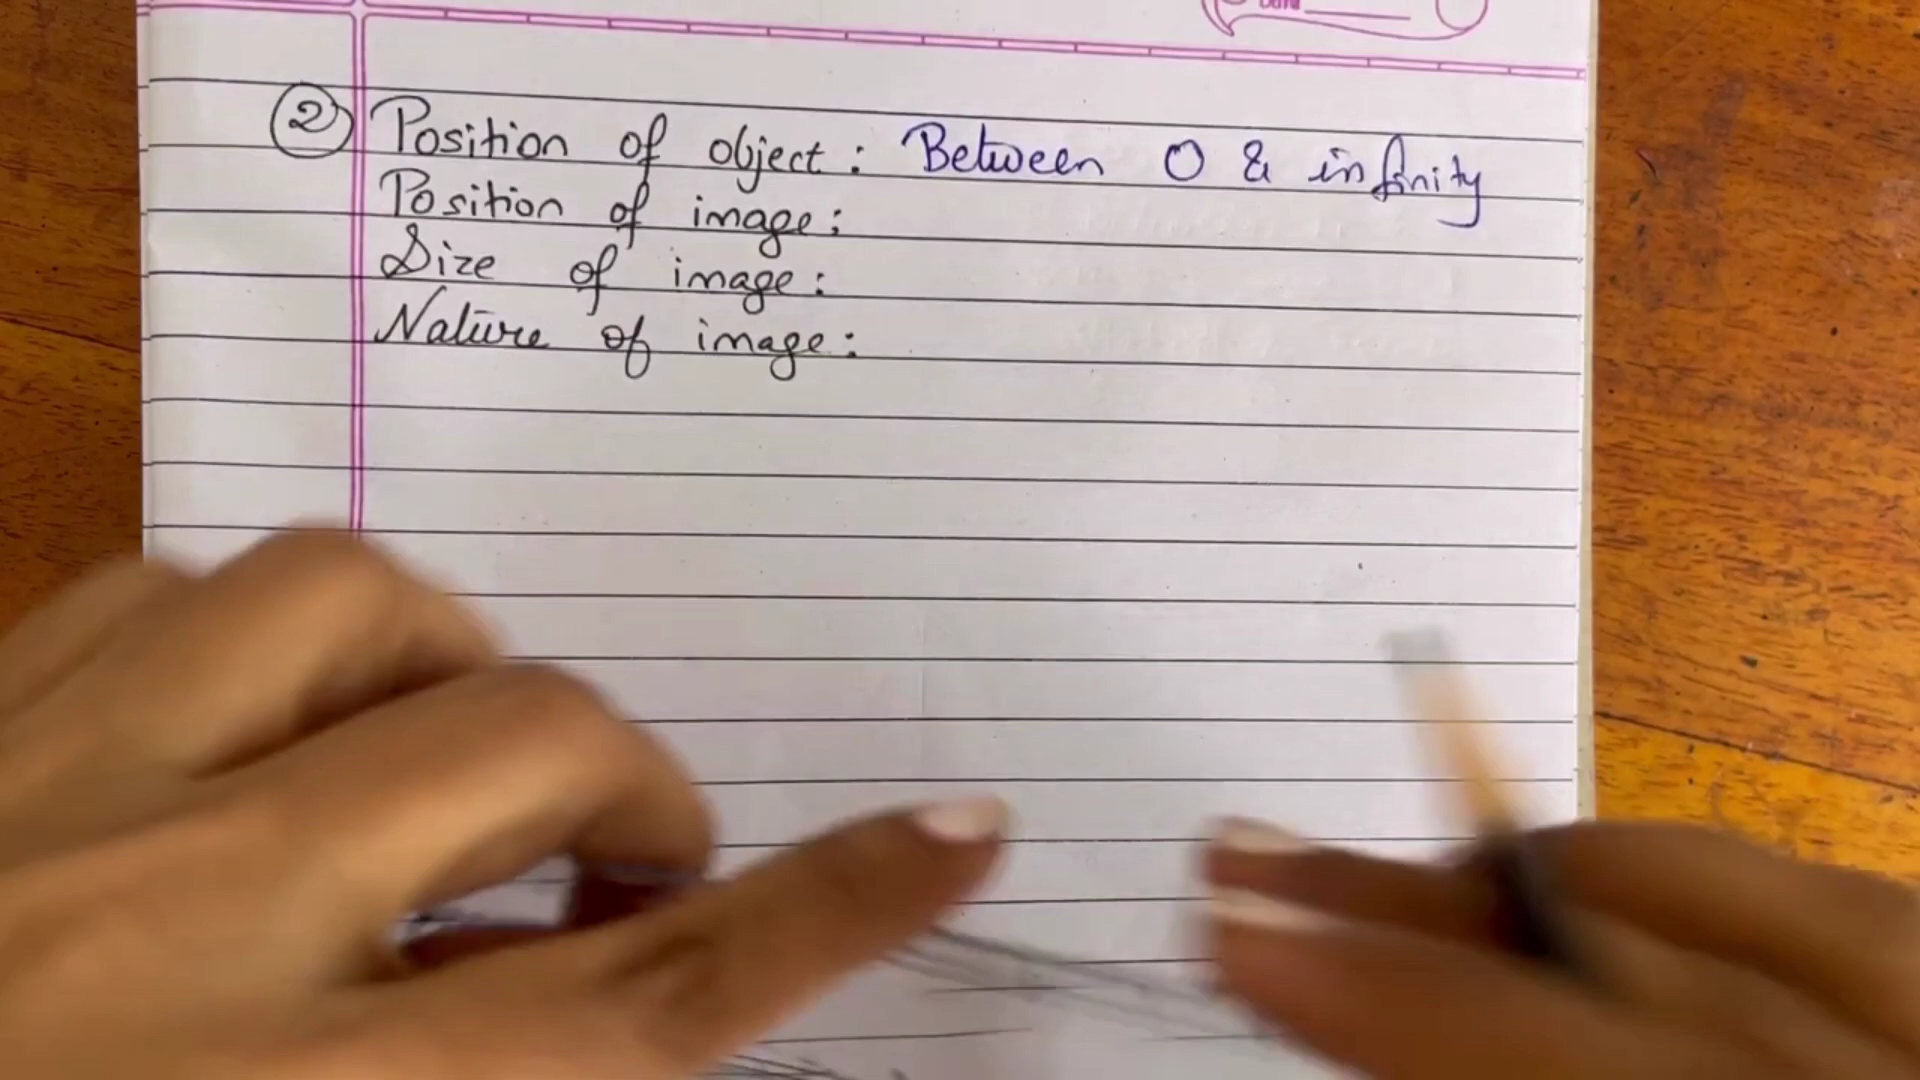 ② Position of object: Between O & infinity
Position of image:
Size of image:
Nature of image: